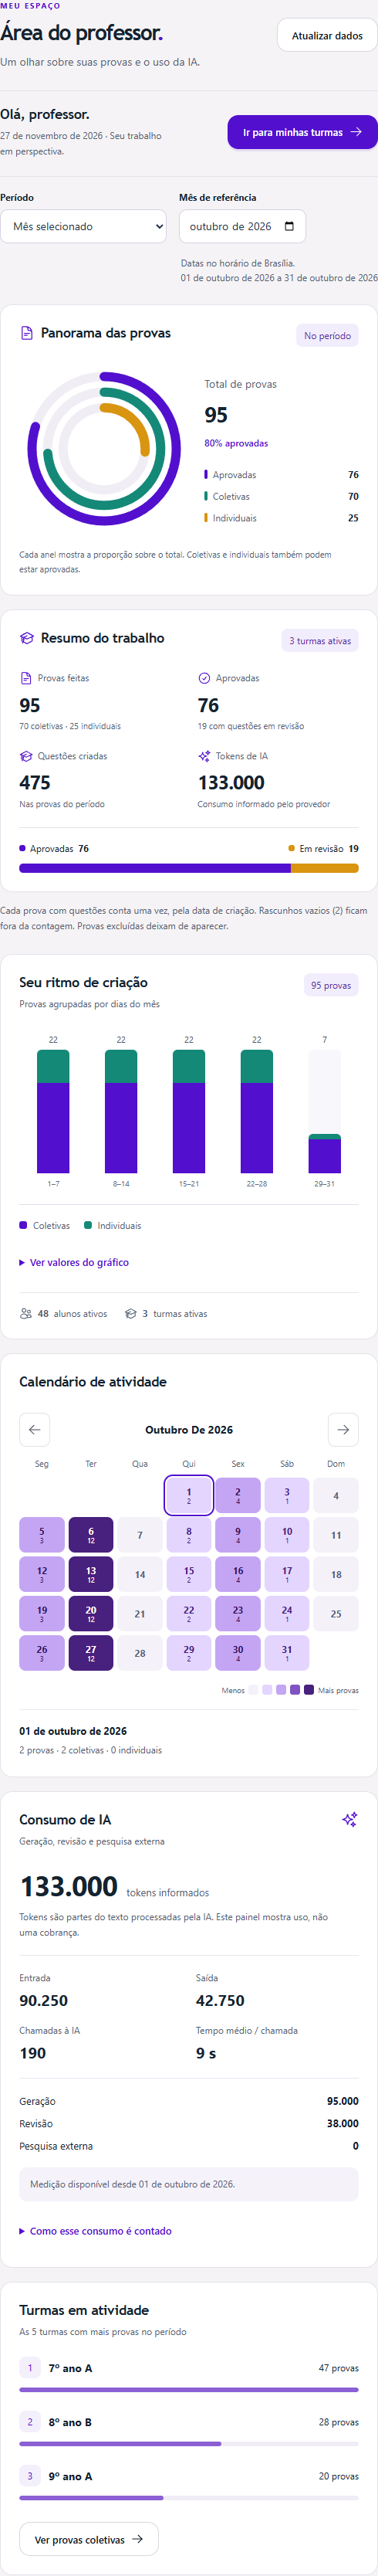 MEU ESPAÇO
Área do professor.
Atualizar dados
Um olhar sobre suas provas e o uso da IA.
Olá, professor.
27 de novembro de 2026 · Seu trabalho
em perspectiva.
Ir para minhas turmas →
Período
Mês de referência
Mês selecionado
outubro de 2026
Datas no horário de Brasília.
01 de outubro de 2026 a 31 de outubro de 2026
Panorama das provas
No período
Total de provas
95
80% aprovadas
Aprovadas 76
Coletivas 70
Individuais 25
Cada anel mostra a proporção sobre o total. Coletivas e individuais também podem
estar aprovadas.
Resumo do trabalho
3 turmas ativas
Provas feitas
95
70 coletivas · 25 individuais
Aprovadas
76
19 com questões em revisão
Questões criadas
475
Nas provas do período
Tokens de IA
133.000
Consumo informado pelo provedor
Aprovadas 76
Em revisão 19
Cada prova com questões conta uma vez, pela data de criação. Rascunhos vazios (2) ficam
fora da contagem. Provas excluídas deixam de aparecer.
Seu ritmo de criação
95 provas
Provas agrupadas por dias do mês
22 22 22 22 7
1–7 8–14 15–21 22–28 29–31
Coletivas Individuais
Ver valores do gráfico
48 alunos ativos 3 turmas ativas
Calendário de atividade
← Outubro De 2026 →
Seg Ter Qua Qui Sex Sáb Dom
1 2 3 4
2 4 1
5 6 7 8 9 10 11
3 12 2 4 1
12 13 14 15 16 17 18
3 12 2 4 1
19 20 21 22 23 24 25
3 12 2 4 1
26 27 28 29 30 31
3 12 2 4 1
Menos Mais provas
01 de outubro de 2026
2 provas · 2 coletivas · 0 individuais
Consumo de IA
Geração, revisão e pesquisa externa
133.000 tokens informados
Tokens são partes do texto processadas pela IA. Este painel mostra uso, não
uma cobrança.
Entrada
90.250
Saída
42.750
Chamadas à IA
190
Tempo médio / chamada
9 s
Geração 95.000
Revisão 38.000
Pesquisa externa 0
Medição disponível desde 01 de outubro de 2026.
Como esse consumo é contado
Turmas em atividade
As 5 turmas com mais provas no período
1 7º ano A 47 provas
2 8º ano B 28 provas
3 9º ano A 20 provas
Ver provas coletivas →